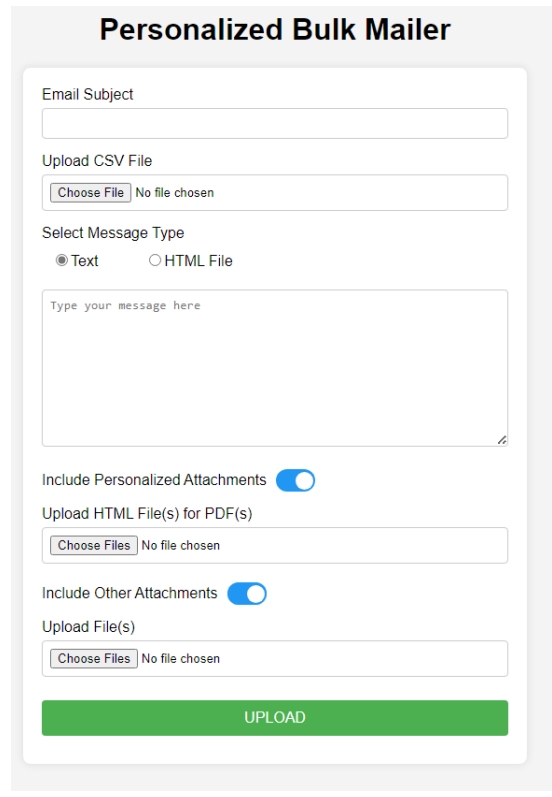 Personalized Bulk Mailer
Email Subject
Upload CSV File
Choose File No file chosen
Select Message Type
Text HTML File
Type your message here
Include Personalized Attachments
Upload HTML File(s) for PDF(s)
Choose Files No file chosen
Include Other Attachments
Upload File(s)
Choose Files No file chosen
UPLOAD